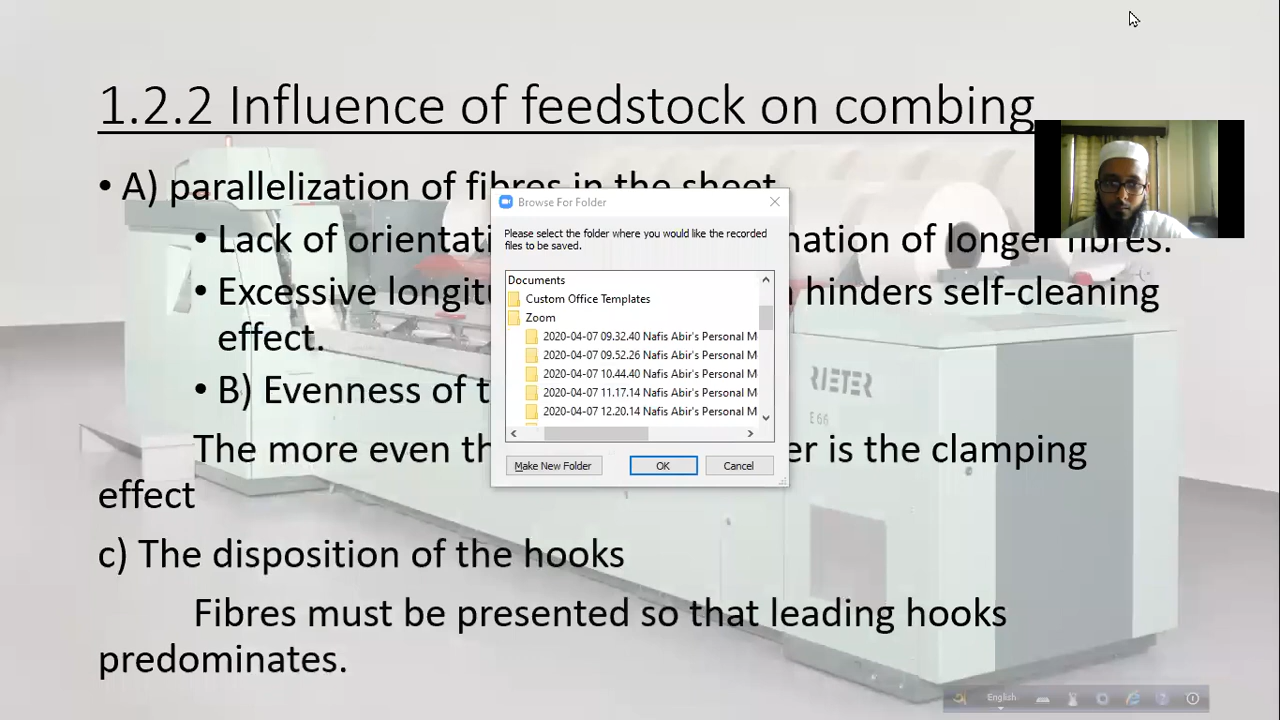 1.2.2 Influence of feedstock on combing
• A) parallelization of fibres in the sheet
• Lack of nation of longer fibres.
• Excessive hinders self-cleaning
effect.
• B) Evenness of
The more even is the clamping
effect
c) The disposition of the hooks
Fibres must be presented so that leading hooks
predominates.
Browse For Folder
Please select the folder where you would like the recorded
files to be saved.
Documents
Custom Office Templates
Zoom
2020-04-07 09.32.40 Nafis Abir's Personal M
2020-04-07 09.52.26 Nafis Abir's Personal M
2020-04-07 10.44.40 Nafis Abir's Personal M
2020-04-07 11.17.14 Nafis Abir's Personal M
2020-04-07 12.20.14 Nafis Abir's Personal M
Make New Folder
OK
Cancel
RIETER
E 66
English